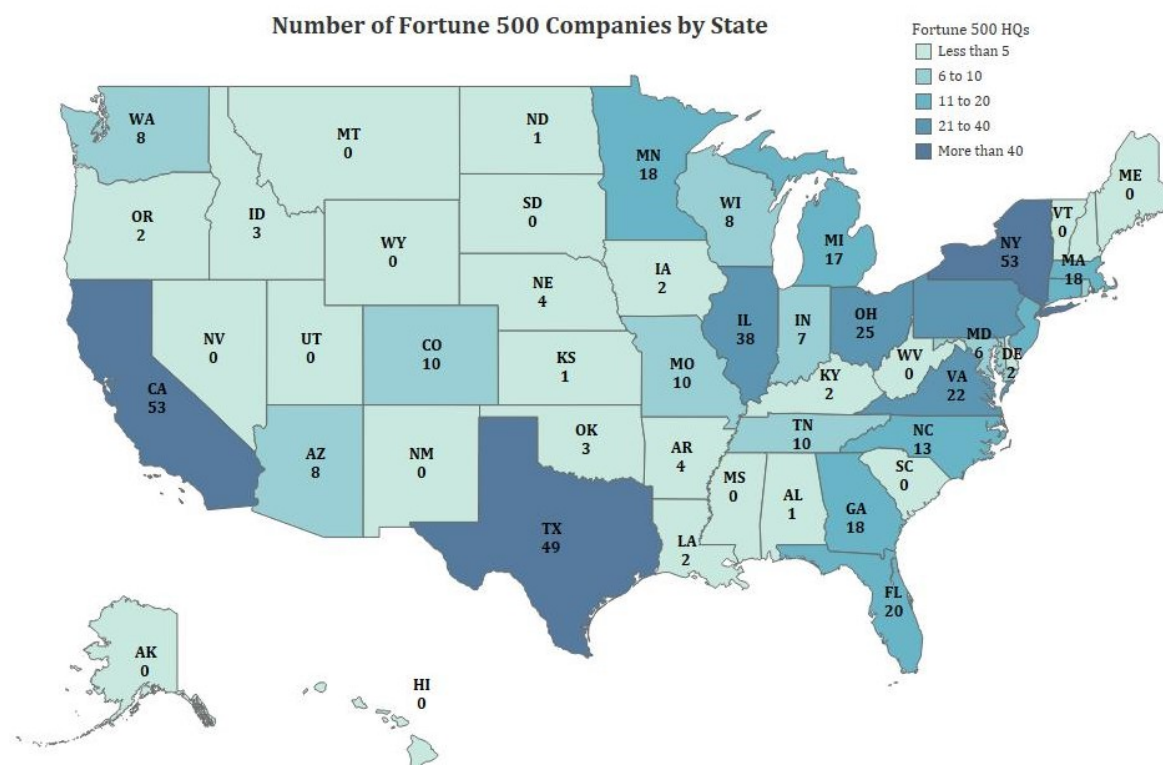 Number of Fortune 500 Companies by State
Fortune 500 HQs
Less than 5
6 to 10
11 to 20
21 to 40
More than 40
WA
8
MT
0
ND
1
MN
18
ME
0
OR
2
ID
3
SD
0
WI
8
VT
0
WY
0
MI
17
NY
53
MA
18
IA
2
NE
4
NV
0
UT
0
CO
10
IL
38
IN
7
OH
25
MD
6
DE
2
CA
53
KS
1
MO
10
WV
0
KY
2
VA
22
AZ
8
NM
0
OK
3
AR
4
TN
10
NC
13
MS
0
AL
1
SC
0
GA
18
TX
49
LA
2
FL
20
AK
0
HI
0